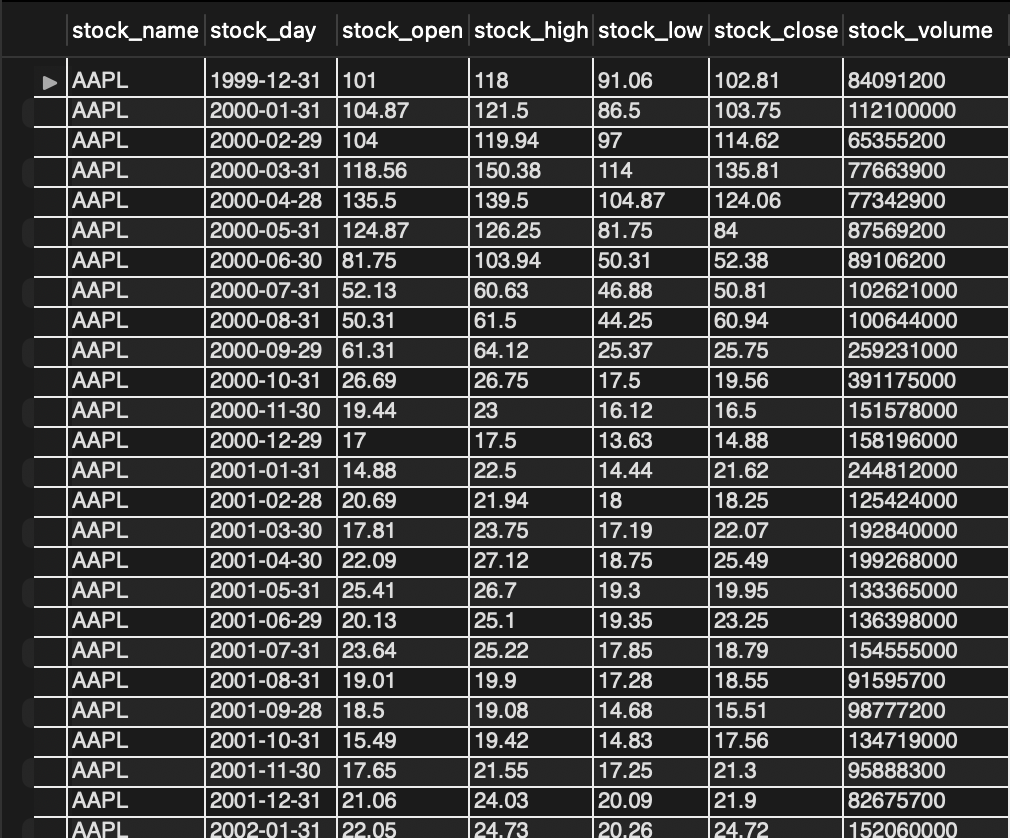 stock_name stock_day stock_open stock_high stock_low stock_close stock_volume
AAPL 1999-12-31 101 118 91.06 102.81 84091200
AAPL 2000-01-31 104.87 121.5 86.5 103.75 112100000
AAPL 2000-02-29 104 119.94 97 114.62 65355200
AAPL 2000-03-31 118.56 150.38 114 135.81 77663900
AAPL 2000-04-28 135.5 139.5 104.87 124.06 77342900
AAPL 2000-05-31 124.87 126.25 81.75 84 87569200
AAPL 2000-06-30 81.75 103.94 50.31 52.38 89106200
AAPL 2000-07-31 52.13 60.63 46.88 50.81 102621000
AAPL 2000-08-31 50.31 61.5 44.25 60.94 100644000
AAPL 2000-09-29 61.31 64.12 25.37 25.75 259231000
AAPL 2000-10-31 26.69 26.75 17.5 19.56 391175000
AAPL 2000-11-30 19.44 23 16.12 16.5 151578000
AAPL 2000-12-29 17 17.5 13.63 14.88 158196000
AAPL 2001-01-31 14.88 22.5 14.44 21.62 244812000
AAPL 2001-02-28 20.69 21.94 18 18.25 125424000
AAPL 2001-03-30 17.81 23.75 17.19 22.07 192840000
AAPL 2001-04-30 22.09 27.12 18.75 25.49 199268000
AAPL 2001-05-31 25.41 26.7 19.3 19.95 133365000
AAPL 2001-06-29 20.13 25.1 19.35 23.25 136398000
AAPL 2001-07-31 23.64 25.22 17.85 18.79 154555000
AAPL 2001-08-31 19.01 19.9 17.28 18.55 91595700
AAPL 2001-09-28 18.5 19.08 14.68 15.51 98777200
AAPL 2001-10-31 15.49 19.42 14.83 17.56 134719000
AAPL 2001-11-30 17.65 21.55 17.25 21.3 95888300
AAPL 2001-12-31 21.06 24.03 20.09 21.9 82675700
AAPL 2002-01-31 22.05 24.73 20.26 24.72 152060000